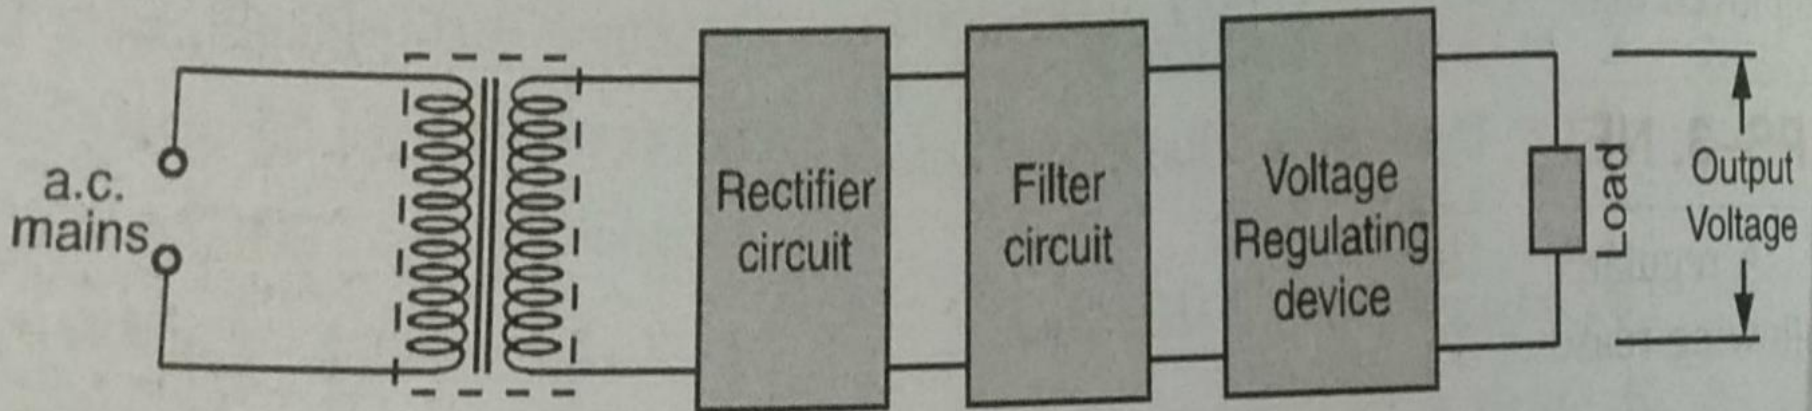 a.c.
mains
Rectifier
circuit
Filter
circuit
Voltage
Regulating
device
Load
Output
Voltage